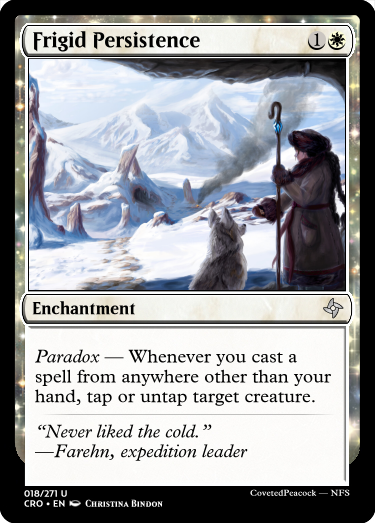 Frigid Persistence 1
Enchantment
Paradox — Whenever you cast a
spell from anywhere other than your
hand, tap or untap target creature.
“Never liked the cold.”
—Farehn, expedition leader
018/271 U
CRO • EN Christina Bindon
CovetedPeacock — NFS